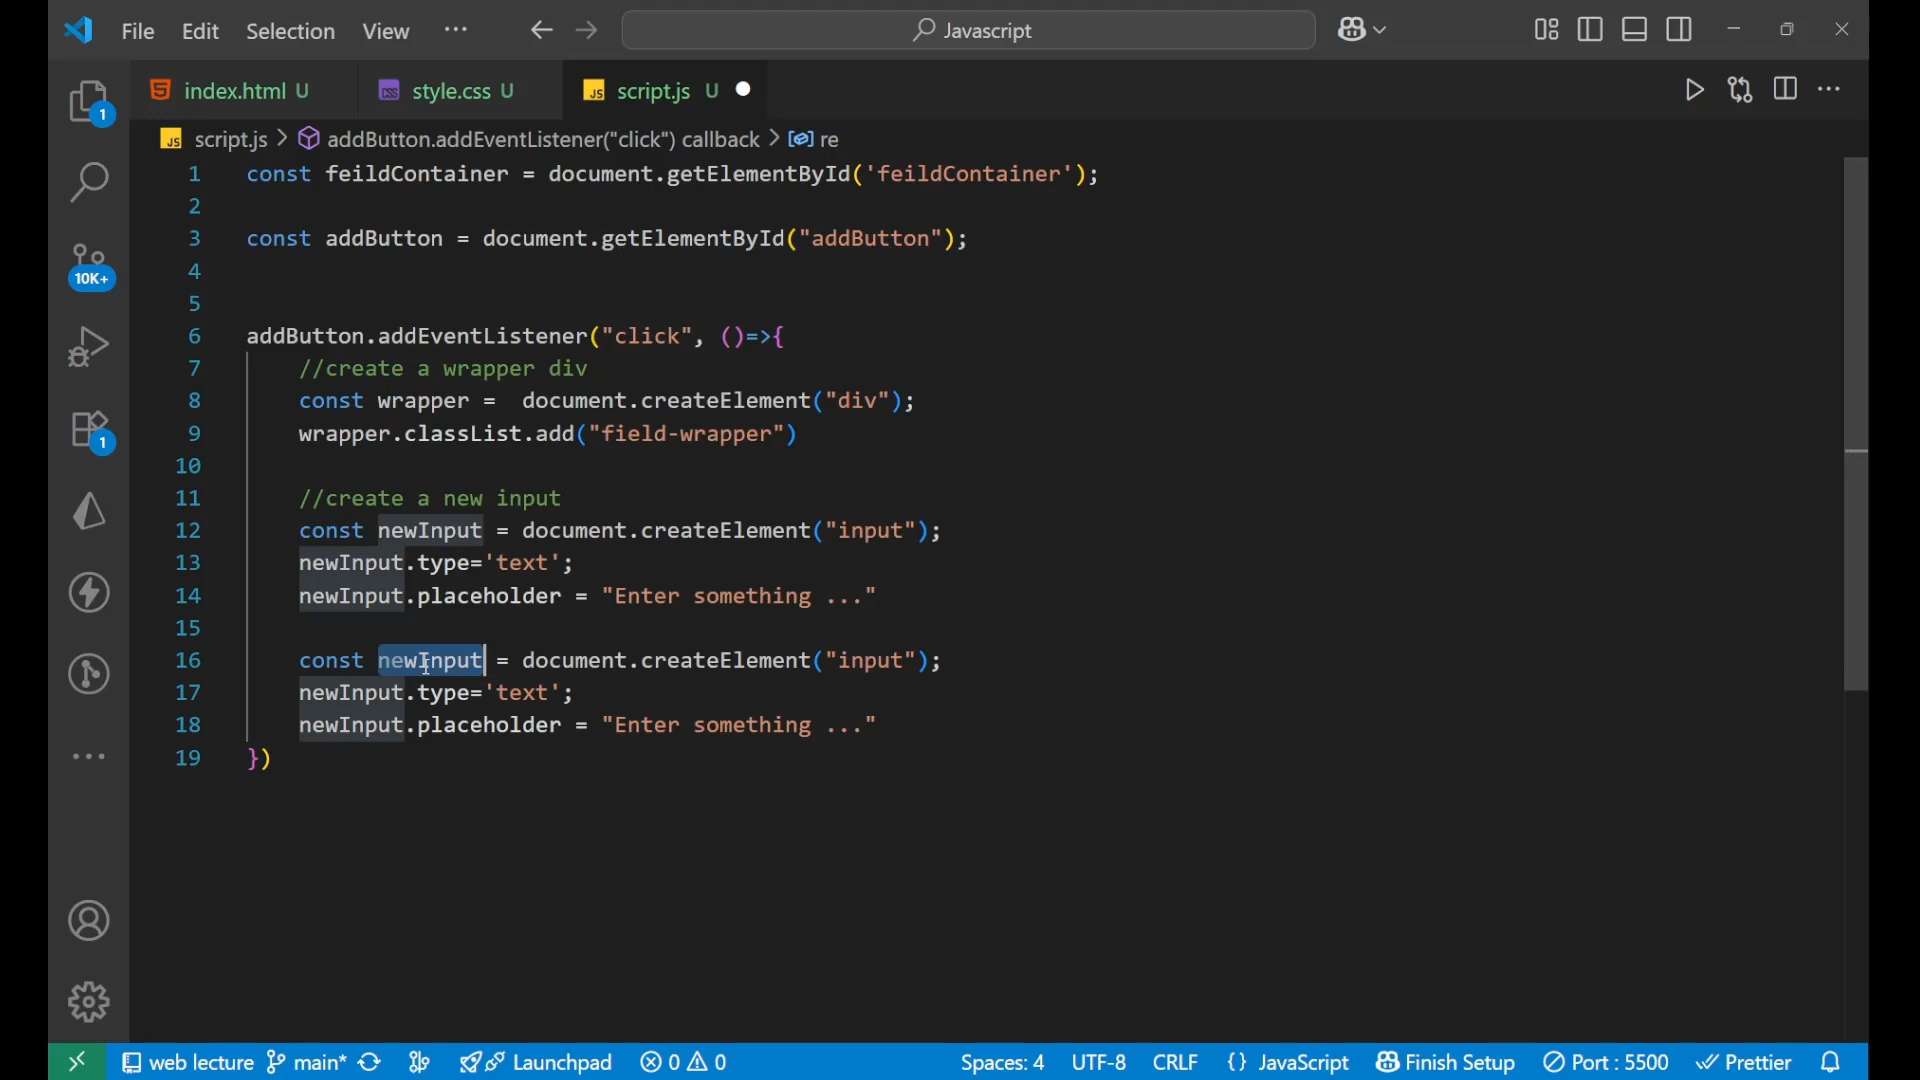 File Edit Selection View ... Javascript
index.html U style.css U script.js U
1
script.js > addButton.addEventListener("click") callback > re
1 const feildContainer = document.getElementById('feildContainer');
2
3 const addButton = document.getElementById("addButton");
10K+
4
5
6 addButton.addEventListener("click", ()=>{
7 //create a wrapper div
8 const wrapper =  document.createElement("div");
9 wrapper.classList.add("field-wrapper")
1
10
11 //create a new input
12 const newInput = document.createElement("input");
13 newInput.type='text';
14 newInput.placeholder = "Enter something ..."
15
16 const newInput = document.createElement("input");
17 newInput.type='text';
18 newInput.placeholder = "Enter something ..."
19 })
web lecture main* Launchpad 0 0 Spaces: 4 UTF-8 CRLF {} JavaScript Finish Setup Port : 5500 Prettier